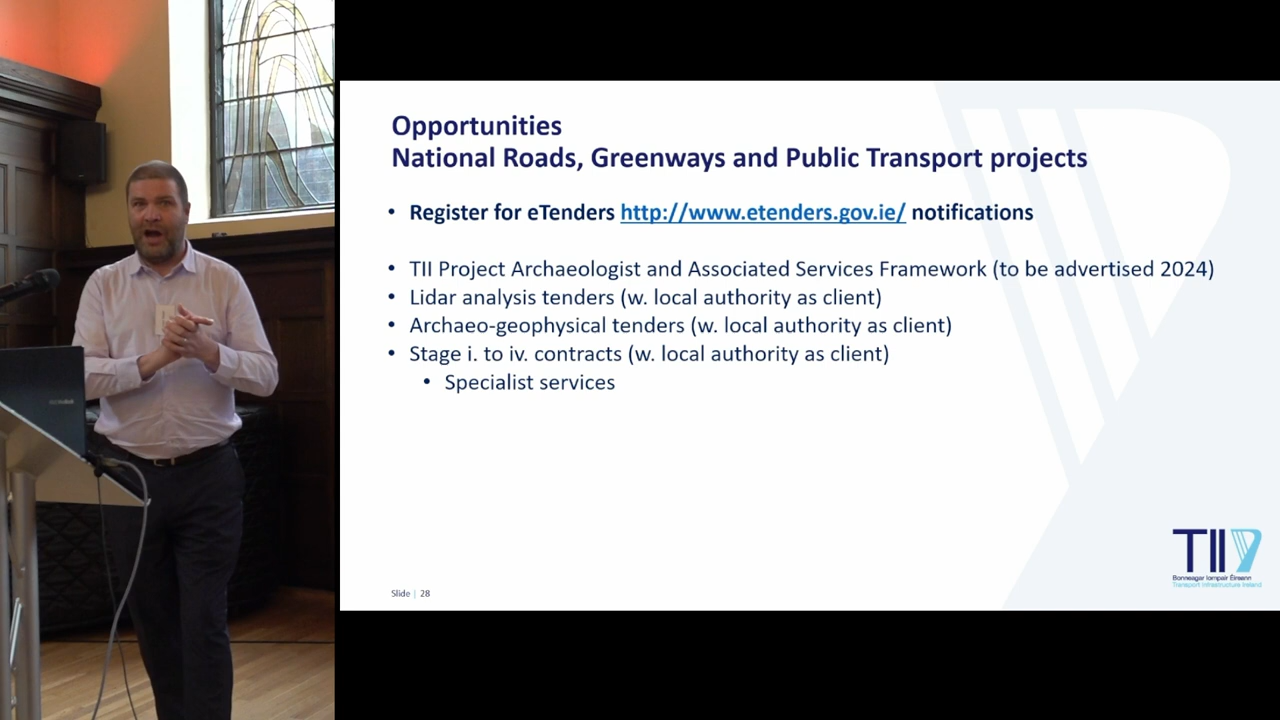 Opportunities
National Roads, Greenways and Public Transport projects
• Register for eTenders http://www.etenders.gov.ie/ notifications
• TII Project Archaeologist and Associated Services Framework (to be advertised 2024)
• Lidar analysis tenders (w. local authority as client)
• Archaeo-geophysical tenders (w. local authority as client)
• Stage i. to iv. contracts (w. local authority as client)
• Specialist services
TII
Bonneagar Iompair Éireann
Transport Infrastructure Ireland
Slide | 28